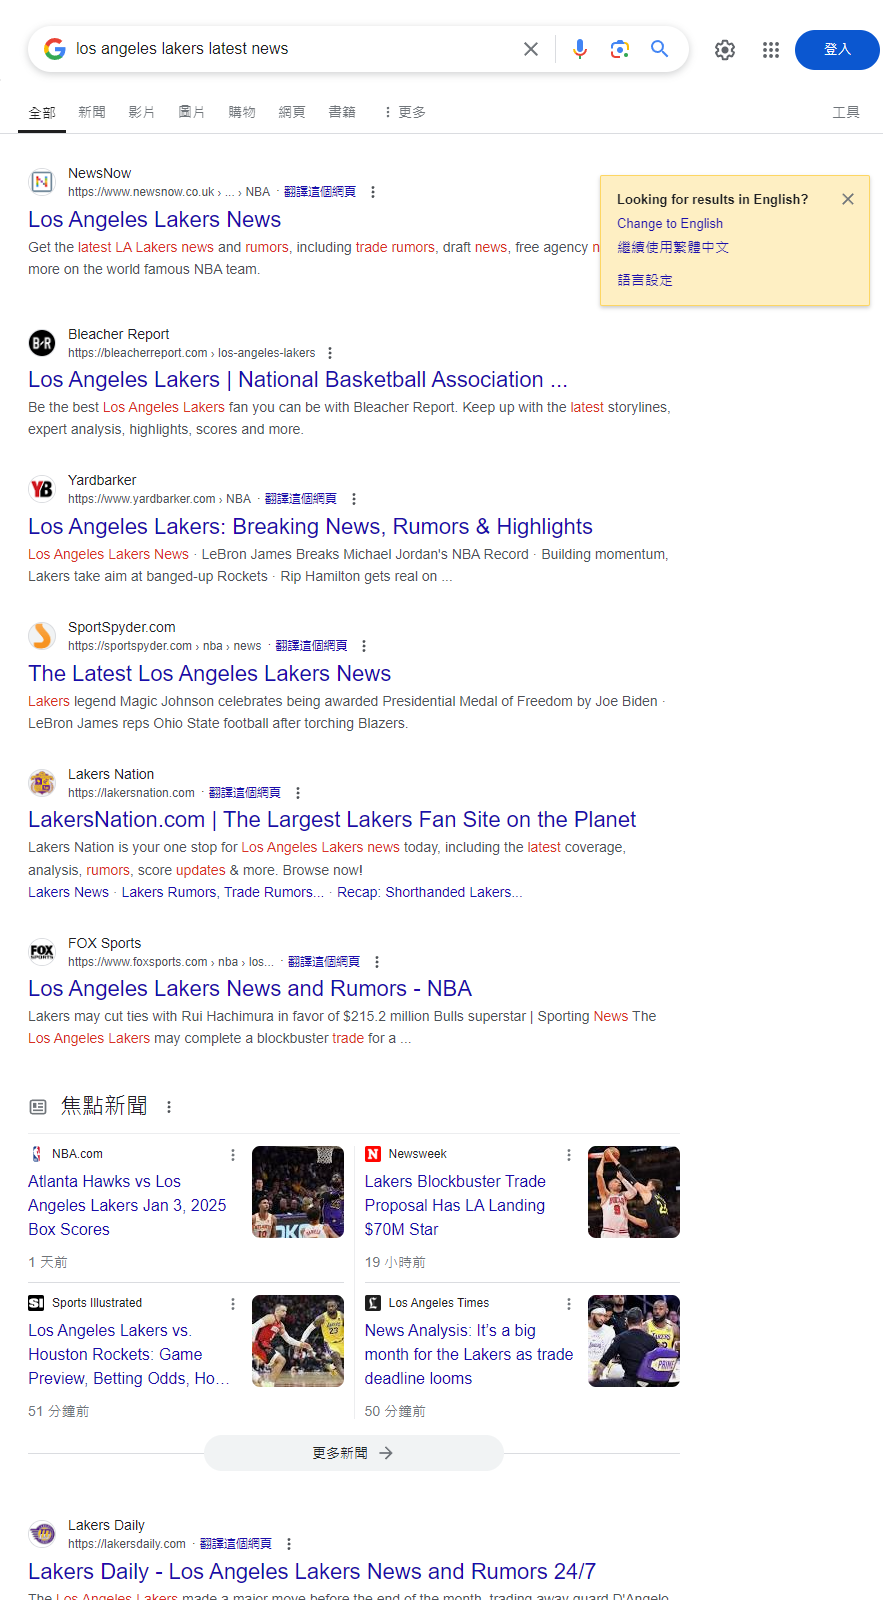 los angeles lakers latest news
登入
全部 新聞 影片 圖片 購物 網頁 書籍 更多 工具
NewsNow
https://www.newsnow.co.uk › ... › NBA · 翻譯這個網頁
Los Angeles Lakers News
Get the latest LA Lakers news and rumors, including trade rumors, draft news, free agency n
more on the world famous NBA team.
Looking for results in English?
Change to English
繼續使用繁體中文
語言設定
Bleacher Report
https://bleacherreport.com › los-angeles-lakers
Los Angeles Lakers | National Basketball Association ...
Be the best Los Angeles Lakers fan you can be with Bleacher Report. Keep up with the latest storylines,
expert analysis, highlights, scores and more.
Yardbarker
https://www.yardbarker.com › NBA · 翻譯這個網頁
Los Angeles Lakers: Breaking News, Rumors & Highlights
Los Angeles Lakers News · LeBron James Breaks Michael Jordan's NBA Record · Building momentum,
Lakers take aim at banged-up Rockets · Rip Hamilton gets real on ...
SportSpyder.com
https://sportspyder.com › nba › news · 翻譯這個網頁
The Latest Los Angeles Lakers News
Lakers legend Magic Johnson celebrates being awarded Presidential Medal of Freedom by Joe Biden ·
LeBron James reps Ohio State football after torching Blazers.
Lakers Nation
https://lakersnation.com · 翻譯這個網頁
LakersNation.com | The Largest Lakers Fan Site on the Planet
Lakers Nation is your one stop for Los Angeles Lakers news today, including the latest coverage,
analysis, rumors, score updates & more. Browse now!
Lakers News · Lakers Rumors, Trade Rumors... · Recap: Shorthanded Lakers...
FOX Sports
https://www.foxsports.com › nba › los... · 翻譯這個網頁
Los Angeles Lakers News and Rumors - NBA
Lakers may cut ties with Rui Hachimura in favor of $215.2 million Bulls superstar | Sporting News The
Los Angeles Lakers may complete a blockbuster trade for a ...
焦點新聞
NBA.com
Atlanta Hawks vs Los
Angeles Lakers Jan 3, 2025
Box Scores
1 天前
Newsweek
Lakers Blockbuster Trade
Proposal Has LA Landing
$70M Star
19 小時前
Sports Illustrated
Los Angeles Lakers vs.
Houston Rockets: Game
Preview, Betting Odds, Ho...
51 分鐘前
Los Angeles Times
News Analysis: It's a big
month for the Lakers as trade
deadline looms
50 分鐘前
更多新聞
Lakers Daily
https://lakersdaily.com · 翻譯這個網頁
Lakers Daily - Los Angeles Lakers News and Rumors 24/7
The Los Angeles Lakers made a major move before the end of the month, trading away guard D'Angelo